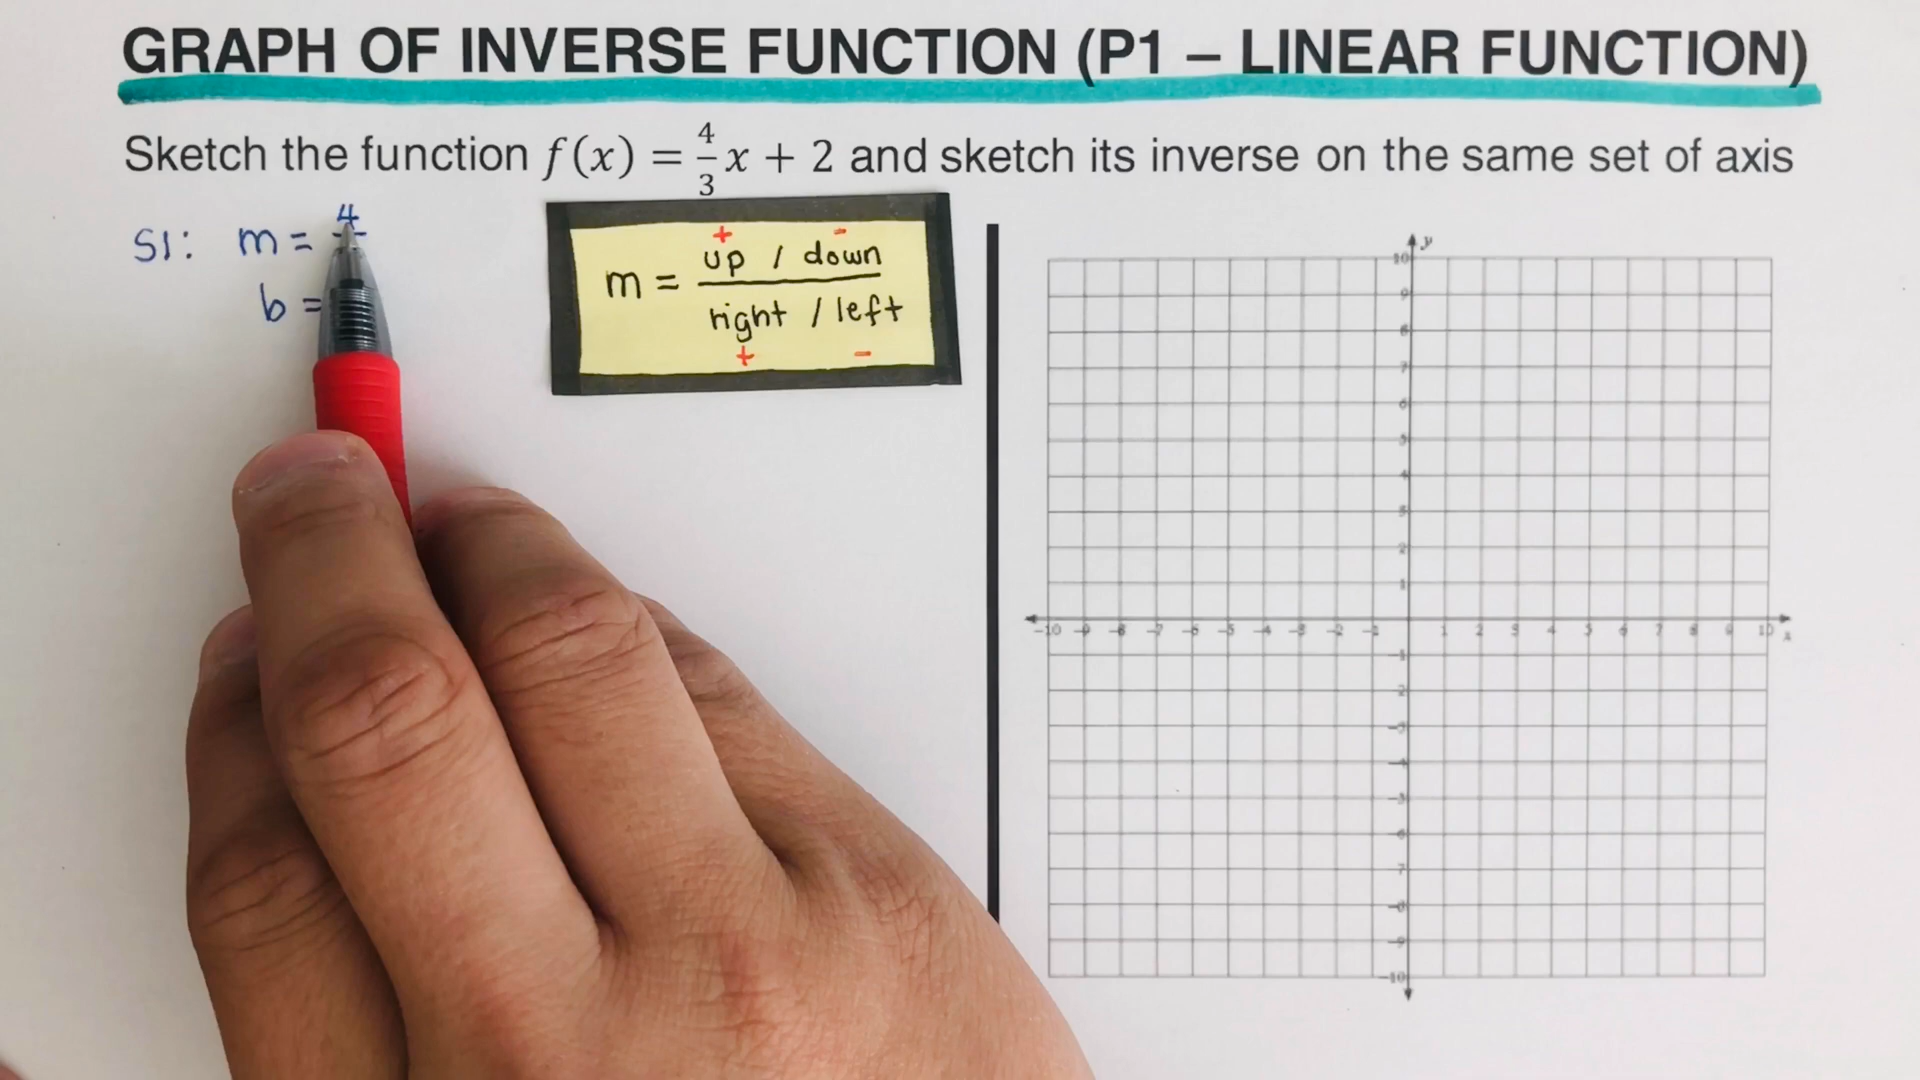 GRAPH OF INVERSE FUNCTION (P1 – LINEAR FUNCTION)
Sketch the function f(x) = 4/3 x + 2 and sketch its inverse on the same set of axis
S1: m = 4
b =
+ -
m = up / down
right / left
+ -
y
10
9
8
7
6
5
4
3
2
1
-10 -9 -8 -7 -6 -5 -4 -3 -2 -1 1 2 3 4 5 6 7 8 9 10
-1
-2
-3
-4
-5
-6
-7
-8
-9
-10